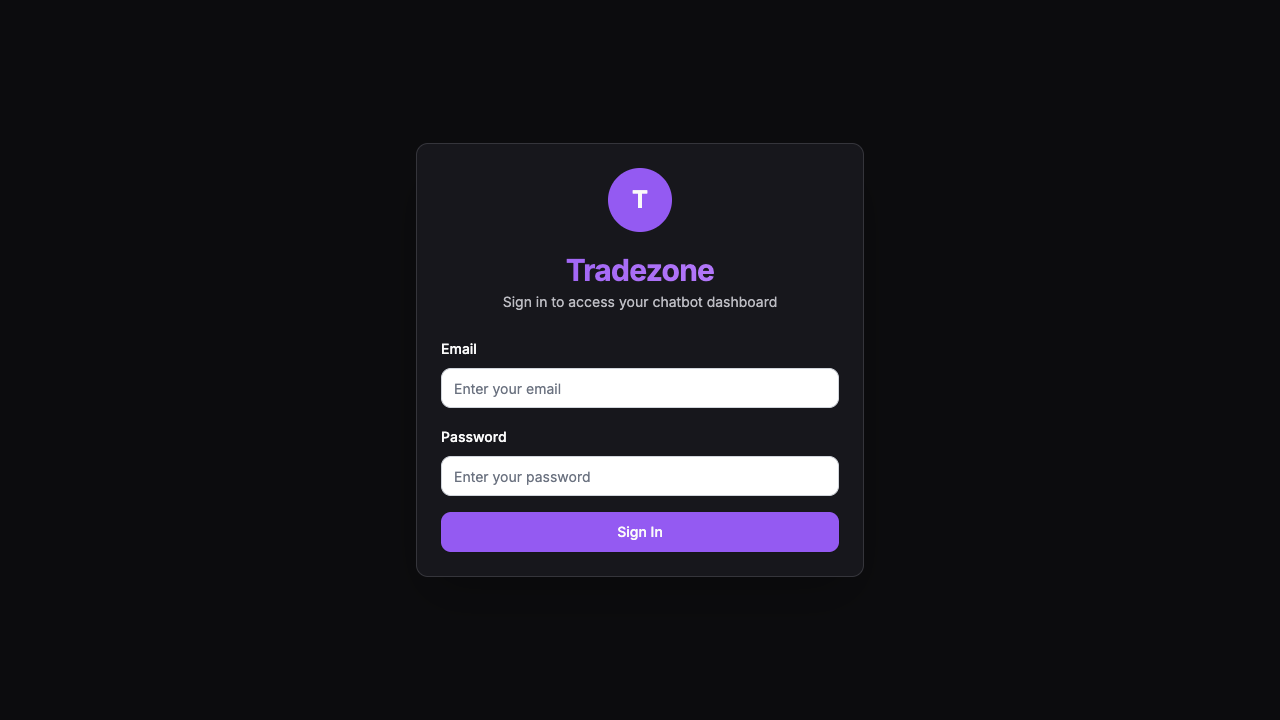 T
Tradezone
Sign in to access your chatbot dashboard
Email
Enter your email
Password
Enter your password
Sign In